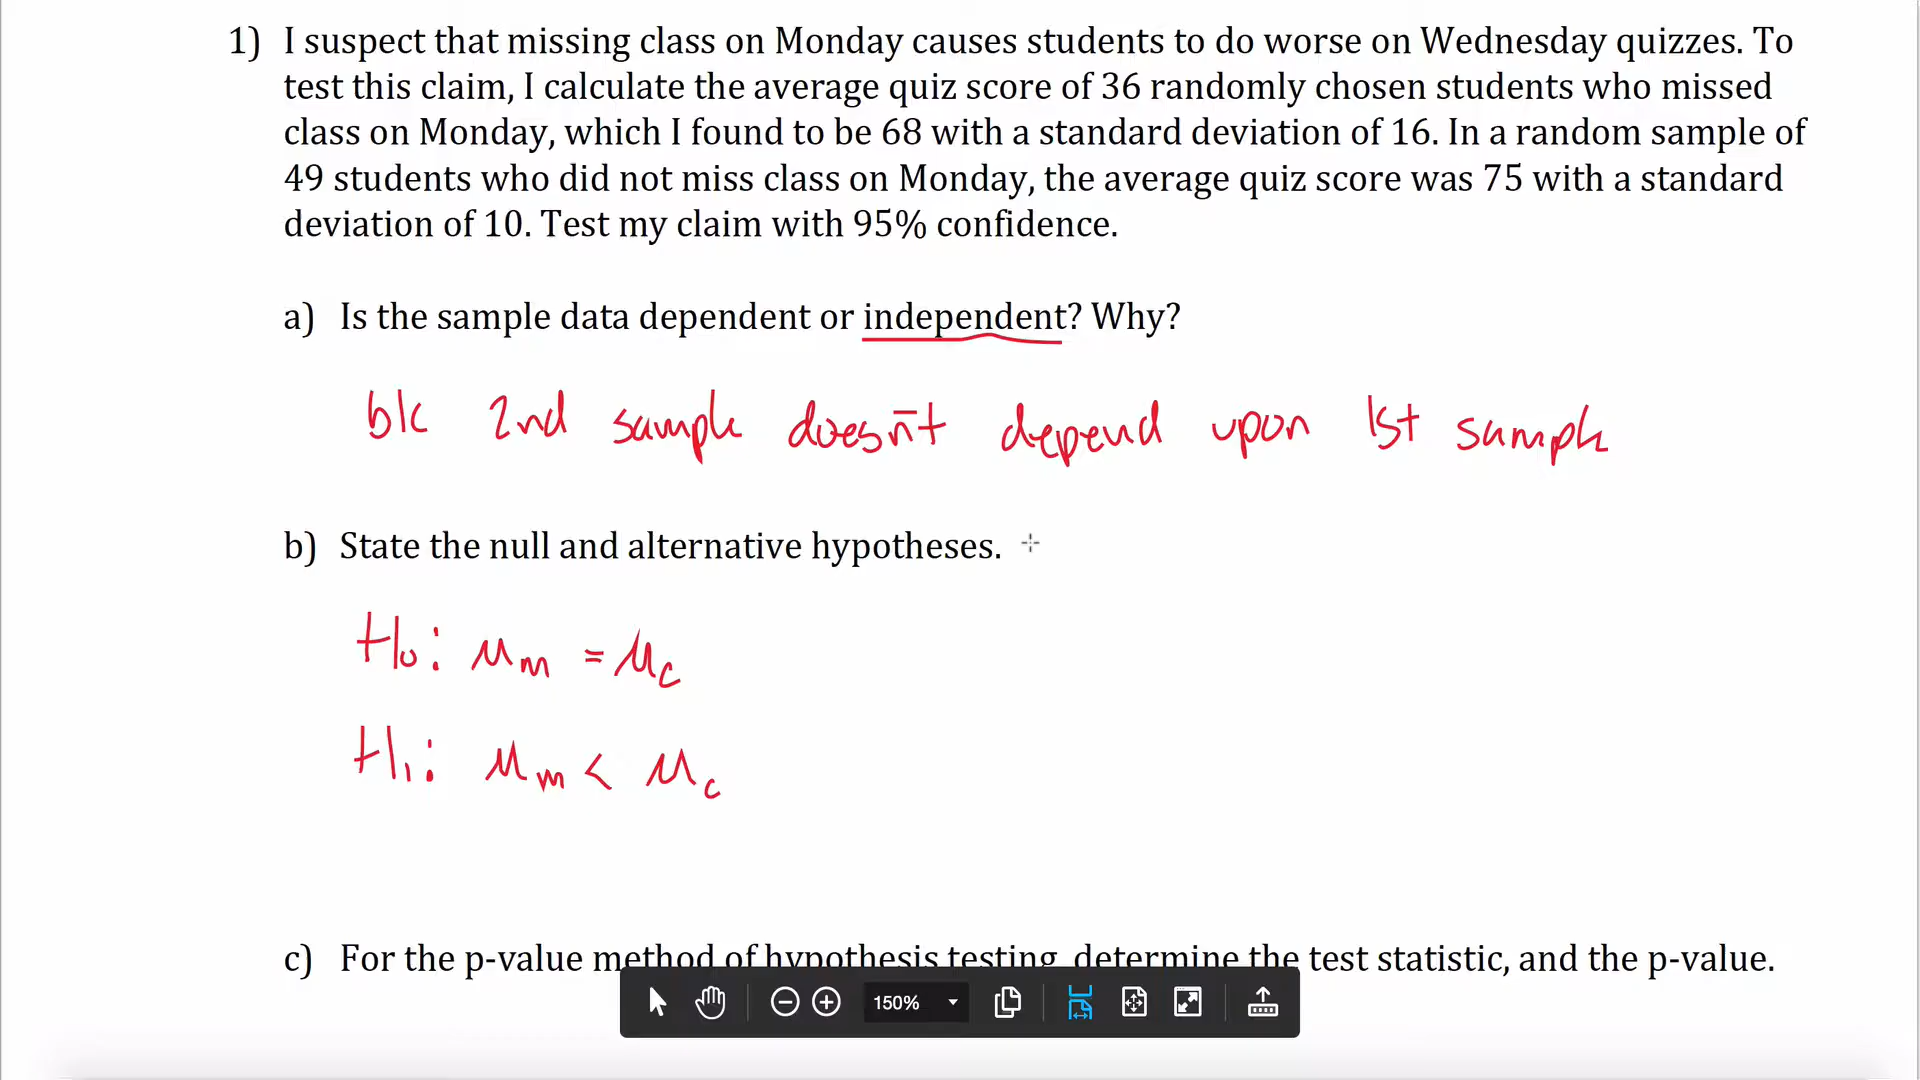 1) I suspect that missing class on Monday causes students to do worse on Wednesday quizzes. To
test this claim, I calculate the average quiz score of 36 randomly chosen students who missed
class on Monday, which I found to be 68 with a standard deviation of 16. In a random sample of
49 students who did not miss class on Monday, the average quiz score was 75 with a standard
deviation of 10. Test my claim with 95% confidence.
a) Is the sample data dependent or independent? Why?
b/c 2nd sample doesn't depend upon 1st sample
b) State the null and alternative hypotheses.
H₀: μₘ = μ_c
H₁: μₘ < μ_c
c) For the p-value method of hypothesis testing, determine the test statistic, and the p-value.
150%